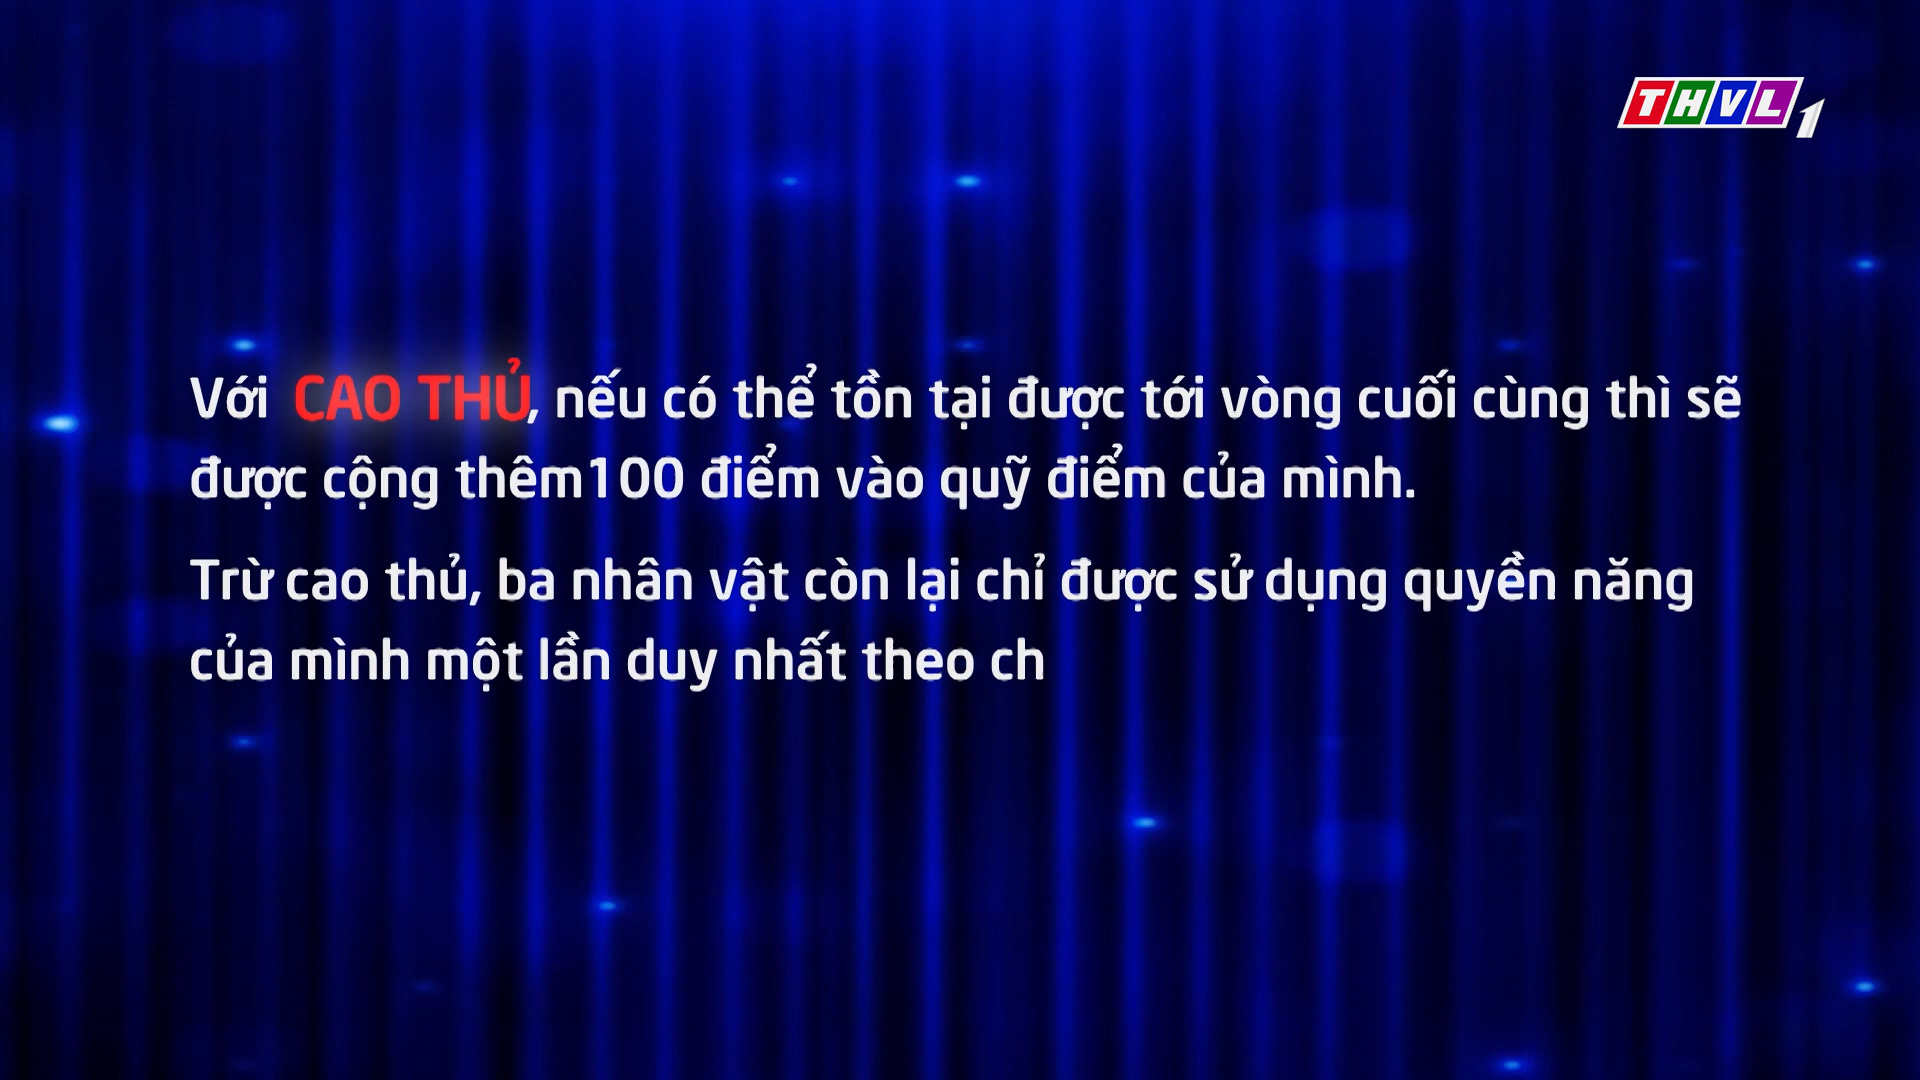 THVL1
Với CAO THỦ, nếu có thể tồn tại được tới vòng cuối cùng thì sẽ
được cộng thêm100 điểm vào quỹ điểm của mình.
Trừ cao thủ, ba nhân vật còn lại chỉ được sử dụng quyền năng
của mình một lần duy nhất theo ch